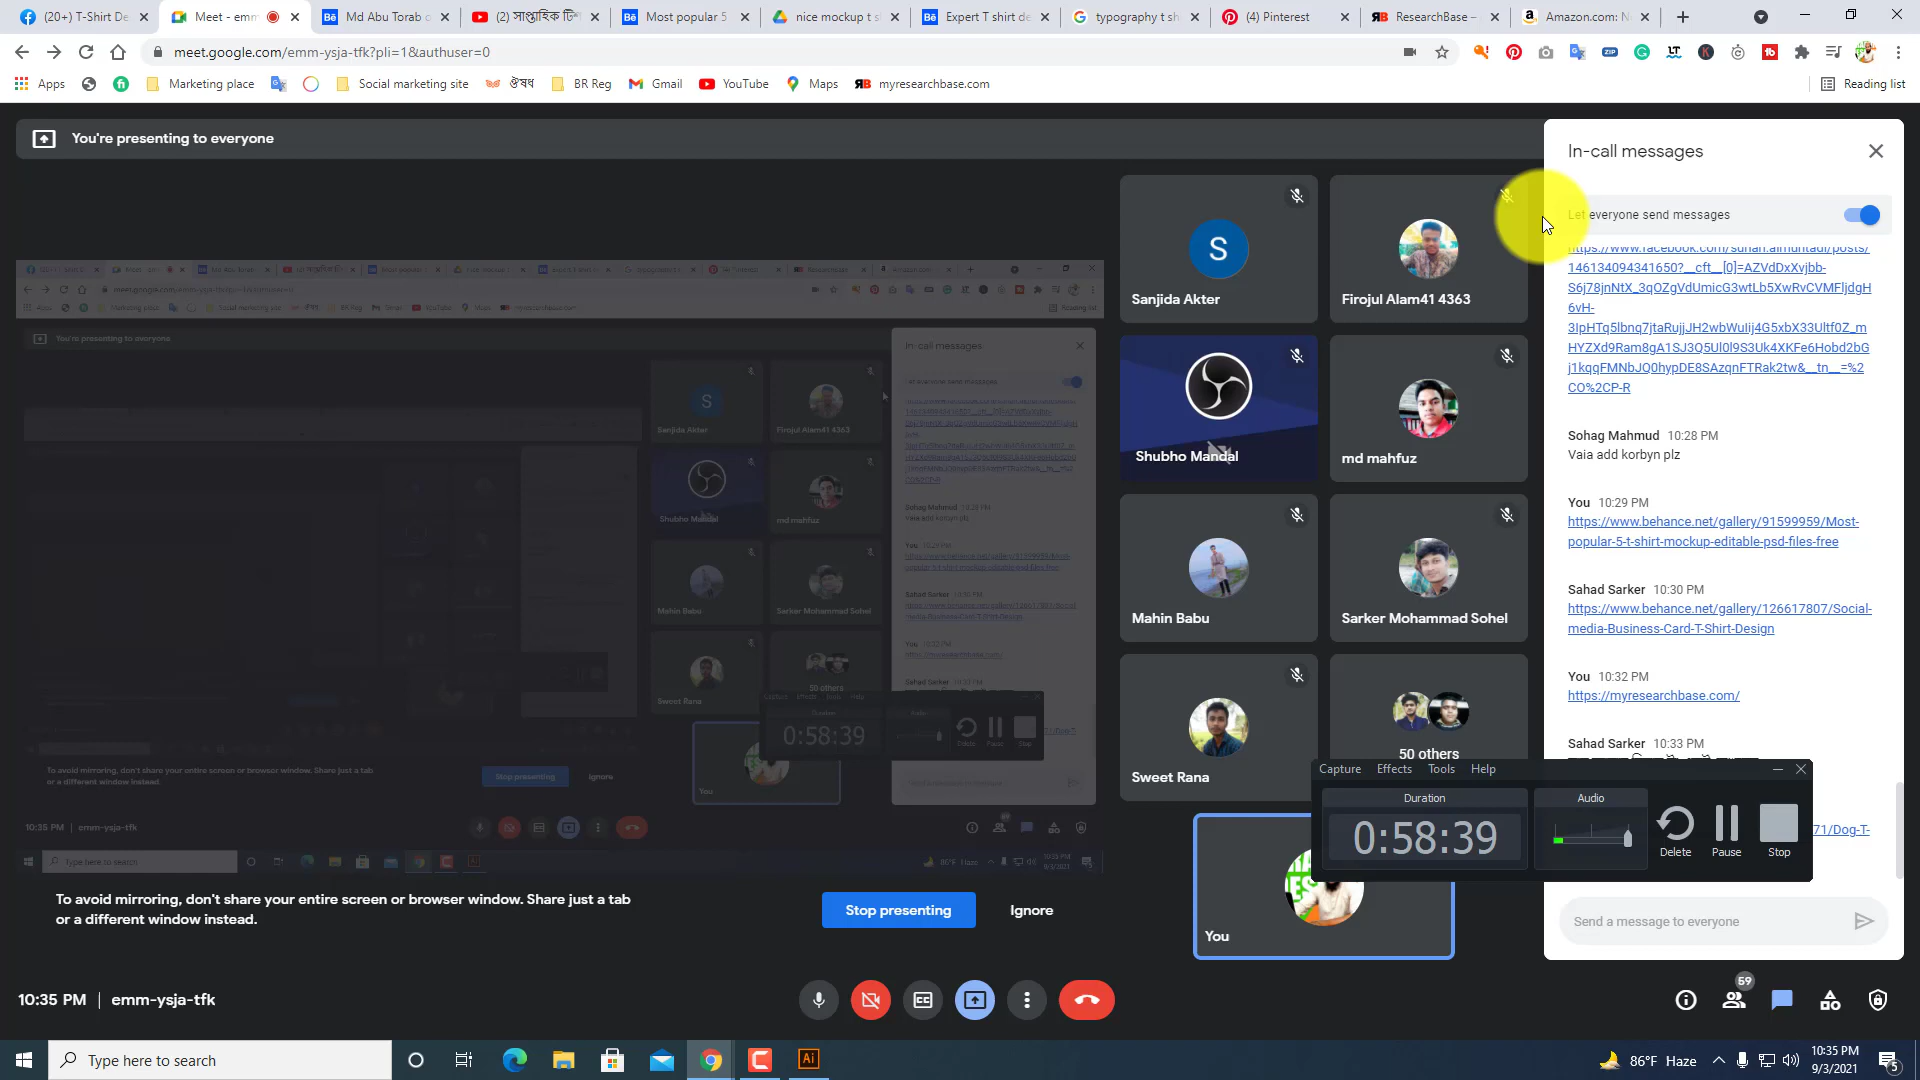 (20+) T-Shirt De
Meet - emm
Md Abu Torab
(2) সাপ্তাহিক টিশ
Most popular 5
nice mockup t s
Expert T shirt de
typography t sh
(4) Pinterest
ResearchBase –
Amazon.com: N
meet.google.com/emm-ysja-tfk?pli=1&authuser=0
Apps
Marketing place
Social marketing site
ঔষধ
BR Reg
Gmail
YouTube
Maps
myresearchbase.com
Reading list
You're presenting to everyone
In-call messages
Let everyone send messages
Sanjida Akter
Firojul Alam41 4363
Shubho Mandal
md mahfuz
Mahin Babu
Sarker Mohammad Sohel
Sweet Rana
50 others
You
https://www.facebook.com/suhan.almuntaui/posts/
146134094341650?__cft__[0]=AZVdDxXvjbb-
S6j78jnNtX_3qOZgVdUmicG3wtLb5XwRvCVMFljdgH
6vH-
3IpHTq5lbnq7jtaRujjJH2wbWuIij4G5xbX33Ultf0Z_m
HYZXd9Ram8gA1SJ3Q5Ul0l9S3Uk4XKFe6Hobd2bG
j1kqqFMNbJQ0hypDE8SAzqnFTRak2tw&__tn__=%2
CO%2CP-R
Sohag Mahmud 10:28 PM
Vaia add korbyn plz
You 10:29 PM
https://www.behance.net/gallery/91599959/Most-
popular-5-t-shirt-mockup-editable-psd-files-free
Sahad Sarker 10:30 PM
https://www.behance.net/gallery/126617807/Social-
media-Business-Card-T-Shirt-Design
You 10:32 PM
https://myresearchbase.com/
Sahad Sarker 10:33 PM
71/Dog-T-
Send a message to everyone
Capture Effects Tools Help
Duration
0:58:39
Audio
Delete
Pause
Stop
To avoid mirroring, don't share your entire screen or browser window. Share just a tab
or a different window instead.
Stop presenting
Ignore
10:35 PM | emm-ysja-tfk
59
Type here to search
86°F Haze
10:35 PM
9/3/2021
5